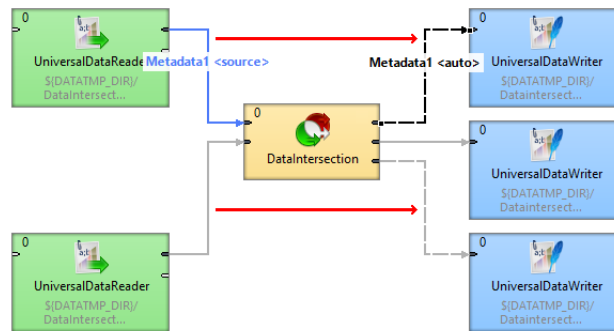 0
UniversalDataReader
${DATATMP_DIR}/
DataIntersect...
Metadata1 <source>
Metadata1 <auto>
0
UniversalDataWriter
${DATATMP_DIR}/
Dataintersect...
0
DataIntersection
0
UniversalDataWriter
${DATATMP_DIR}/
Dataintersect...
0
UniversalDataReader
${DATATMP_DIR}/
DataIntersect...
0
UniversalDataWriter
${DATATMP_DIR}/
Dataintersect...